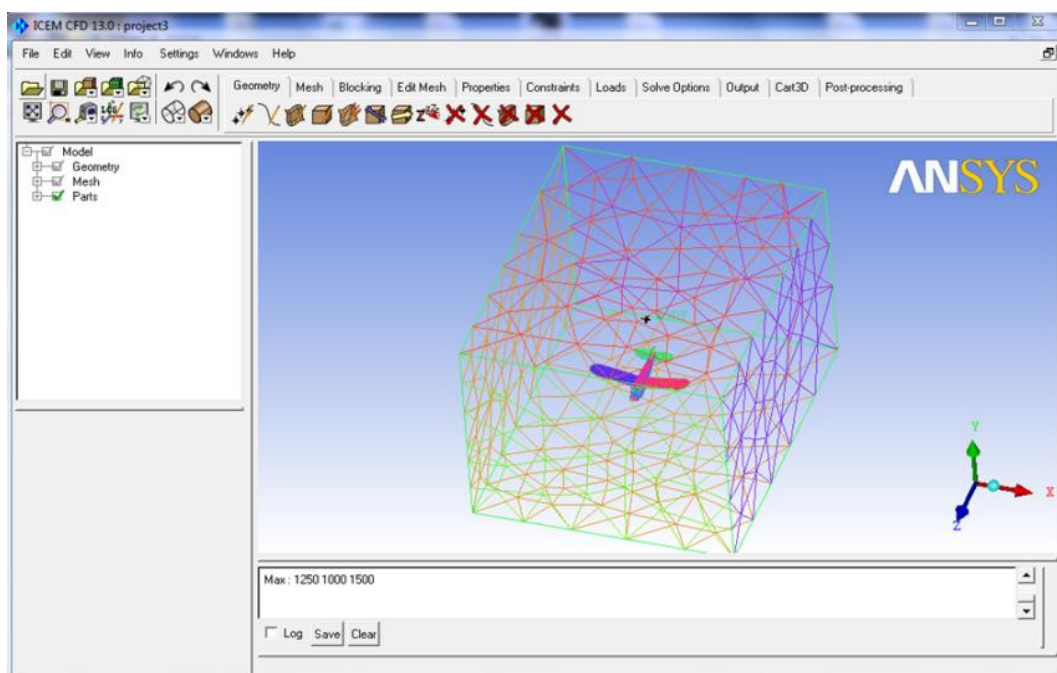 ICEM CFD 13.0 : project3
File Edit View Info Settings Windows Help
Geometry Mesh Blocking Edit Mesh Properties Constraints Loads Solve Options Output Cart3D Post-processing
Model
Geometry
Mesh
Parts
ANSYS
Y
X
Z
Max : 1250 1000 1500
Log Save Clear